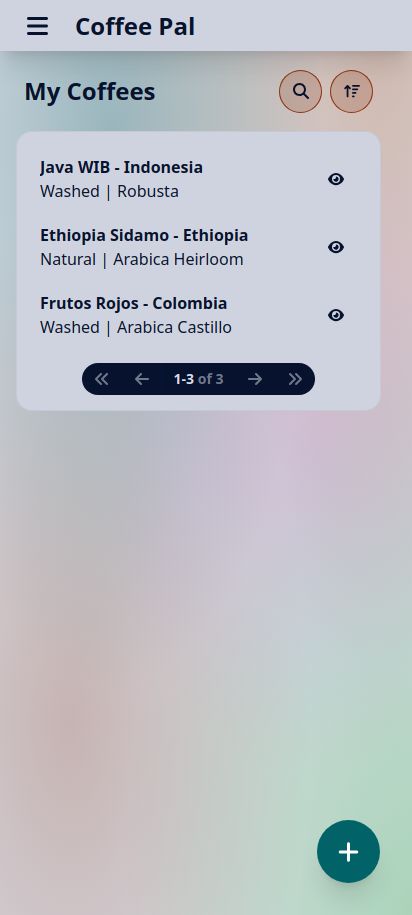 Coffee Pal
My Coffees
Java WIB - Indonesia
Washed | Robusta
Ethiopia Sidamo - Ethiopia
Natural | Arabica Heirloom
Frutos Rojos - Colombia
Washed | Arabica Castillo
1-3 of 3